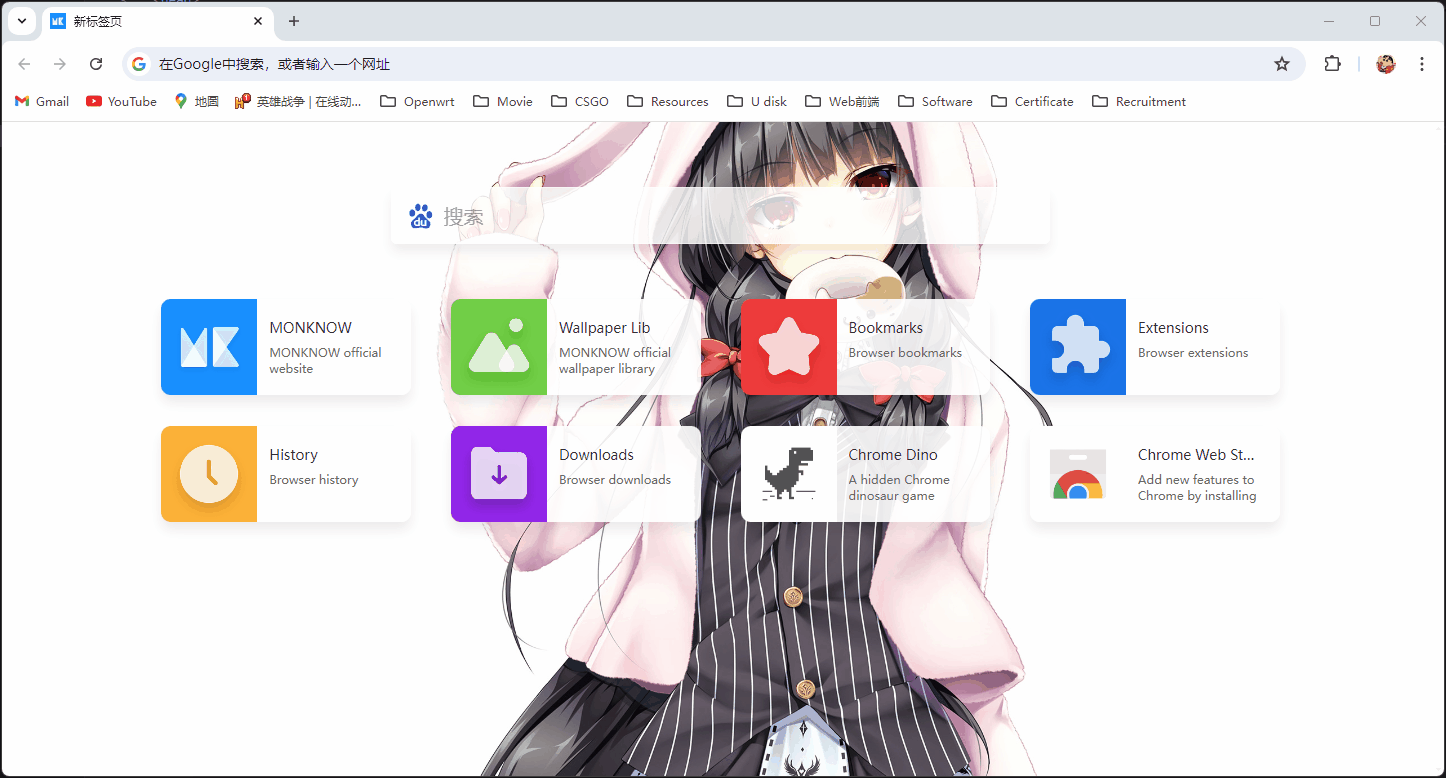 新标签页
在Google中搜索，或者输入一个网址
Gmail YouTube 地图 英雄战争 | 在线动... Openwrt Movie CSGO Resources U disk Web前端 Software Certificate Recruitment
du 搜索
MONKNOW
MONKNOW official
website
Wallpaper Lib
MONKNOW official
wallpaper library
Bookmarks
Browser bookmarks
Extensions
Browser extensions
History
Browser history
Downloads
Browser downloads
Chrome Dino
A hidden Chrome
dinosaur game
Chrome Web St...
Add new features to
Chrome by installing